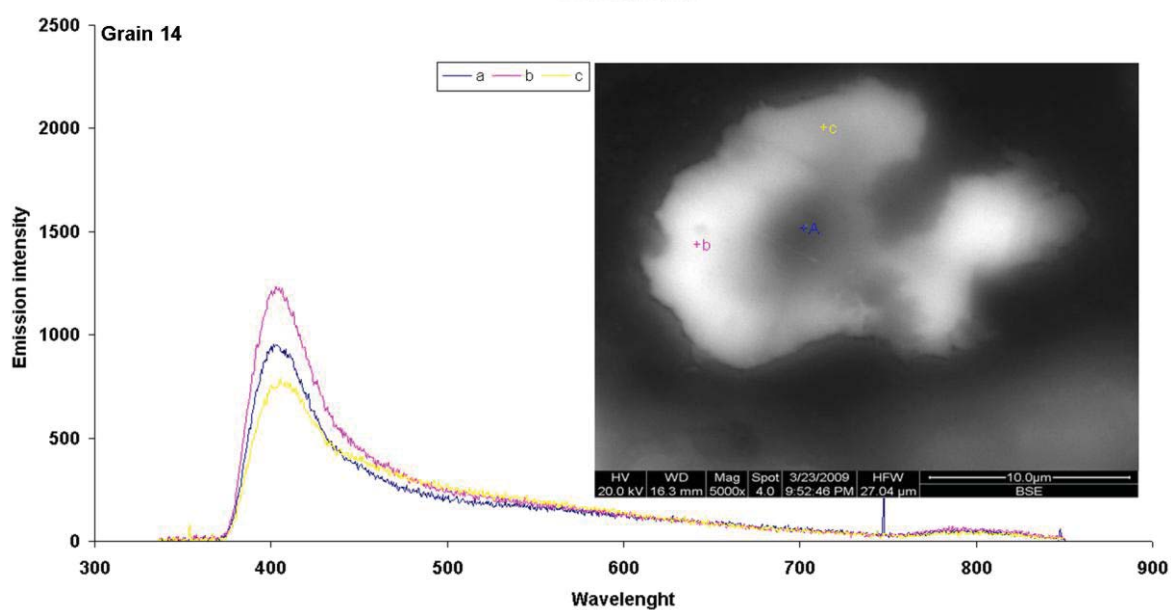 Grain 14
2500
2000
1500
1000
500
0
Emission intensity
a b c
+c
+b
+A
HV WD Mag Spot 3/23/2009 HFW 10.0µm
20.0 kV 16.3 mm 5000x 4.0 9:52:46 PM 27.04 µm BSE
300 400 500 600 700 800 900
Wavelenght